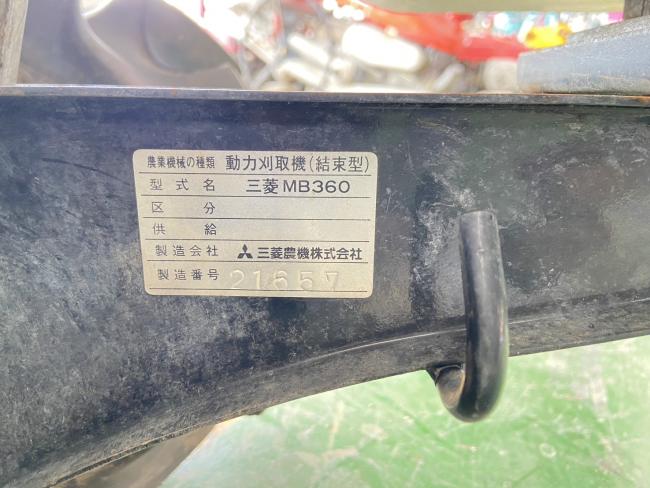 農業機械の種類 動力刈取機(結束型)
型式名 三菱MB360
区分
供給
製造会社 三菱農機株式会社
製造番号 21657